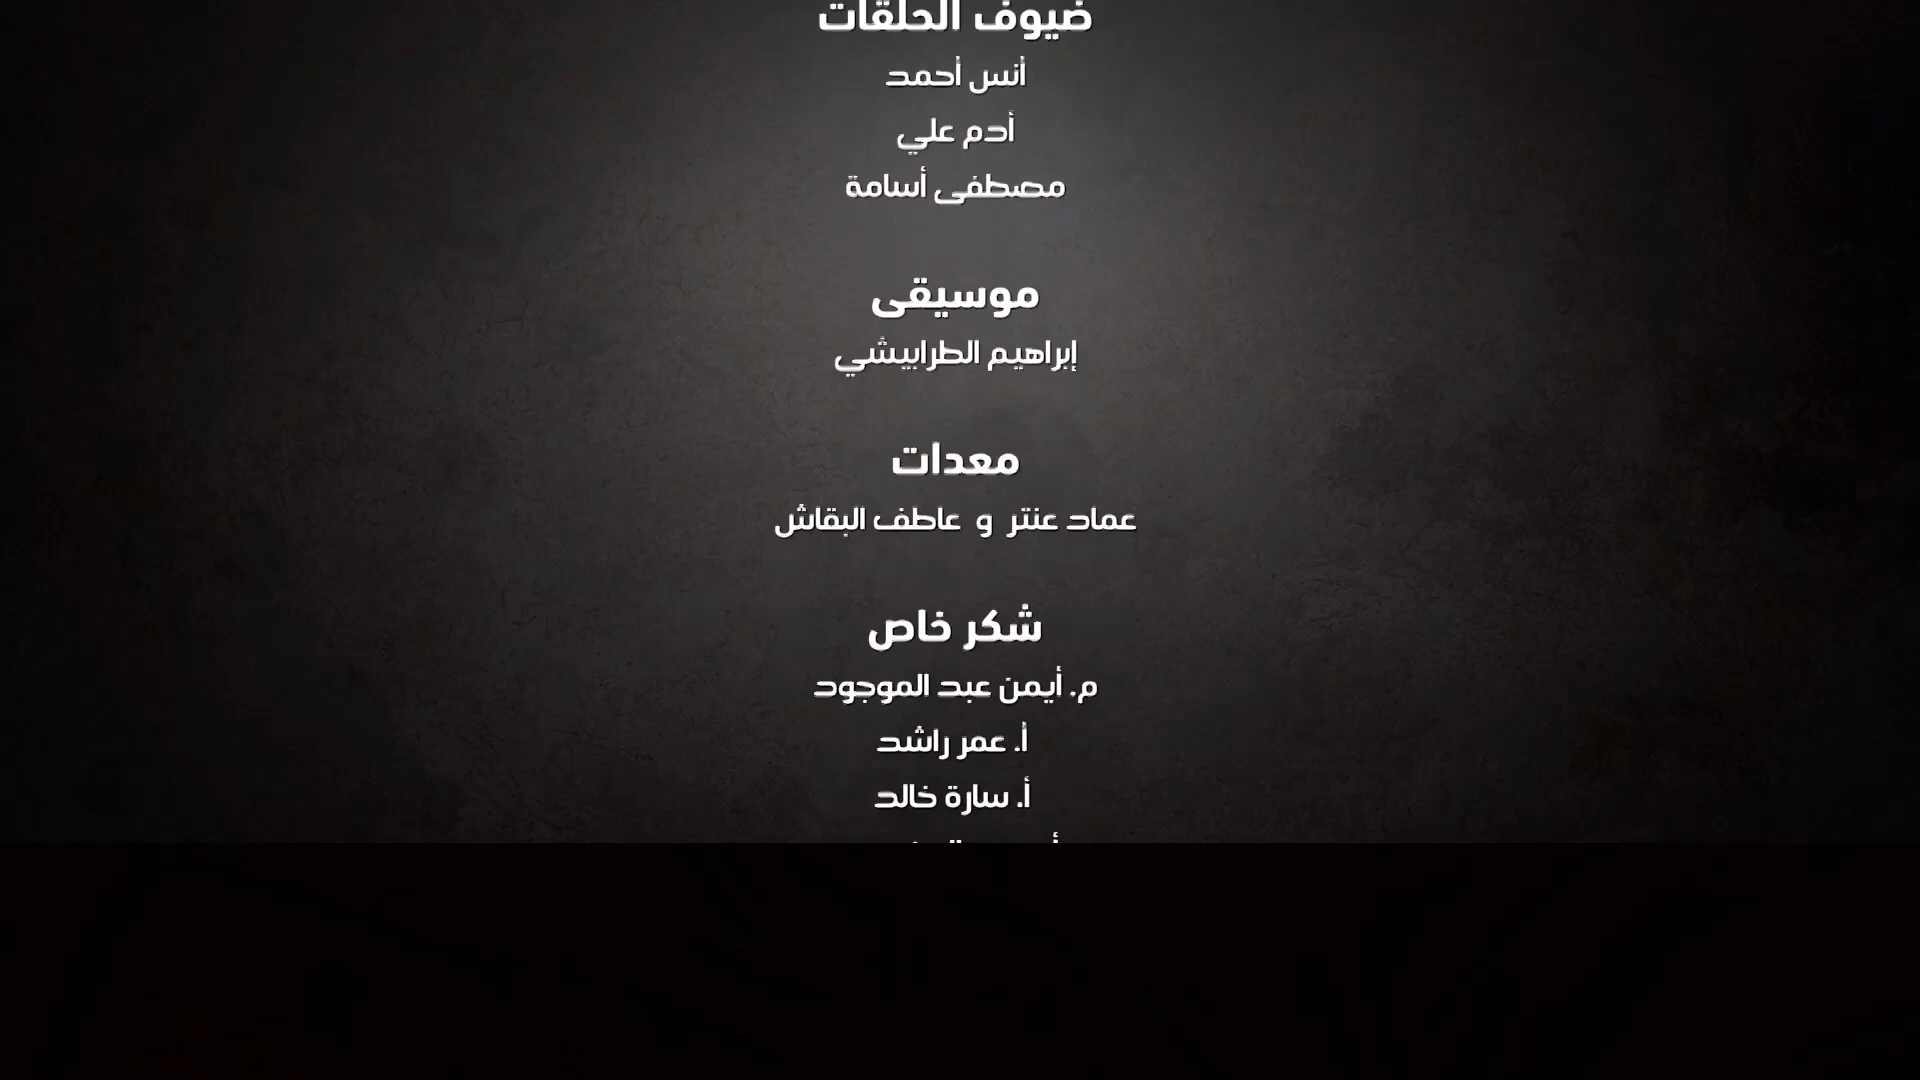 ضيوف الحلقات
أنس أحمد
أدم علي
مصطفى أسامة
موسيقى
إبراهيم الطرابيشي
معدات
عماد عنتر و عاطف البقاش
شكر خاص
م. أيمن عبد الموجود
أ. عمر راشد
أ. سارة خالد